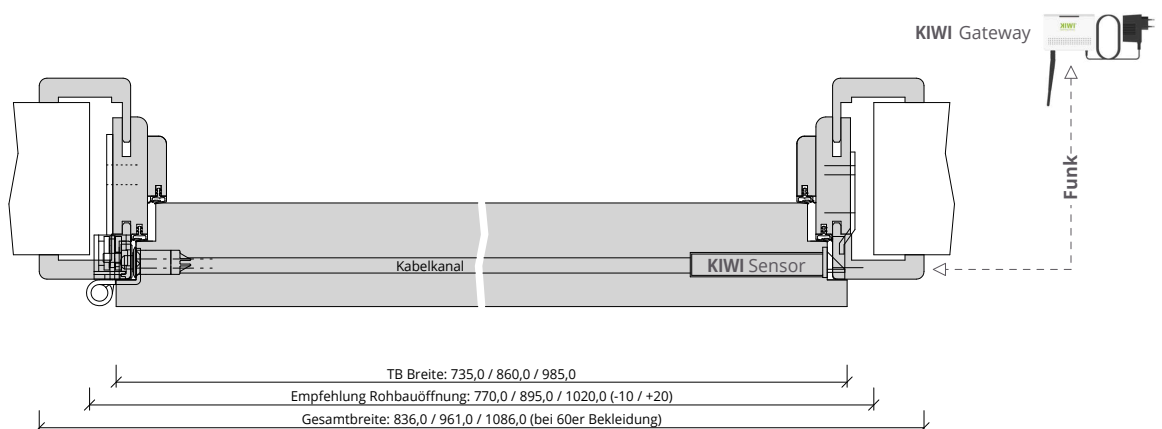 KIWI Gateway
KIWI
Funk
Kabelkanal
KIWI Sensor
TB Breite: 735,0 / 860,0 / 985,0
Empfehlung Rohbauöffnung: 770,0 / 895,0 / 1020,0 (-10 / +20)
Gesamtbreite: 836,0 / 961,0 / 1086,0 (bei 60er Bekleidung)